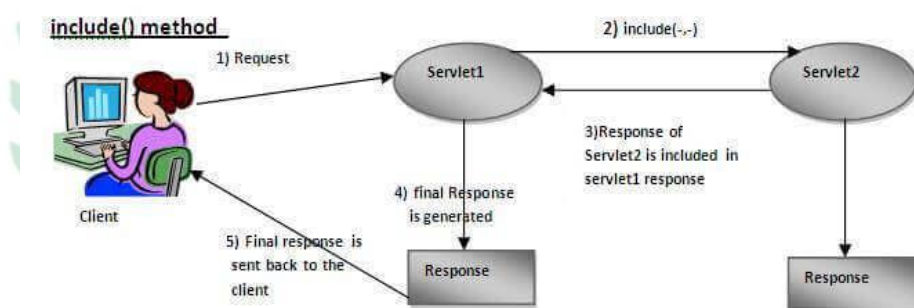 include() method
1) Request
2) include(-,-)
Servlet1
Servlet2
3)Response of
Servlet2 is included in
servlet1 response
4) final Response
is generated
Client
5) Final response is
sent back to the
client
Response
Response